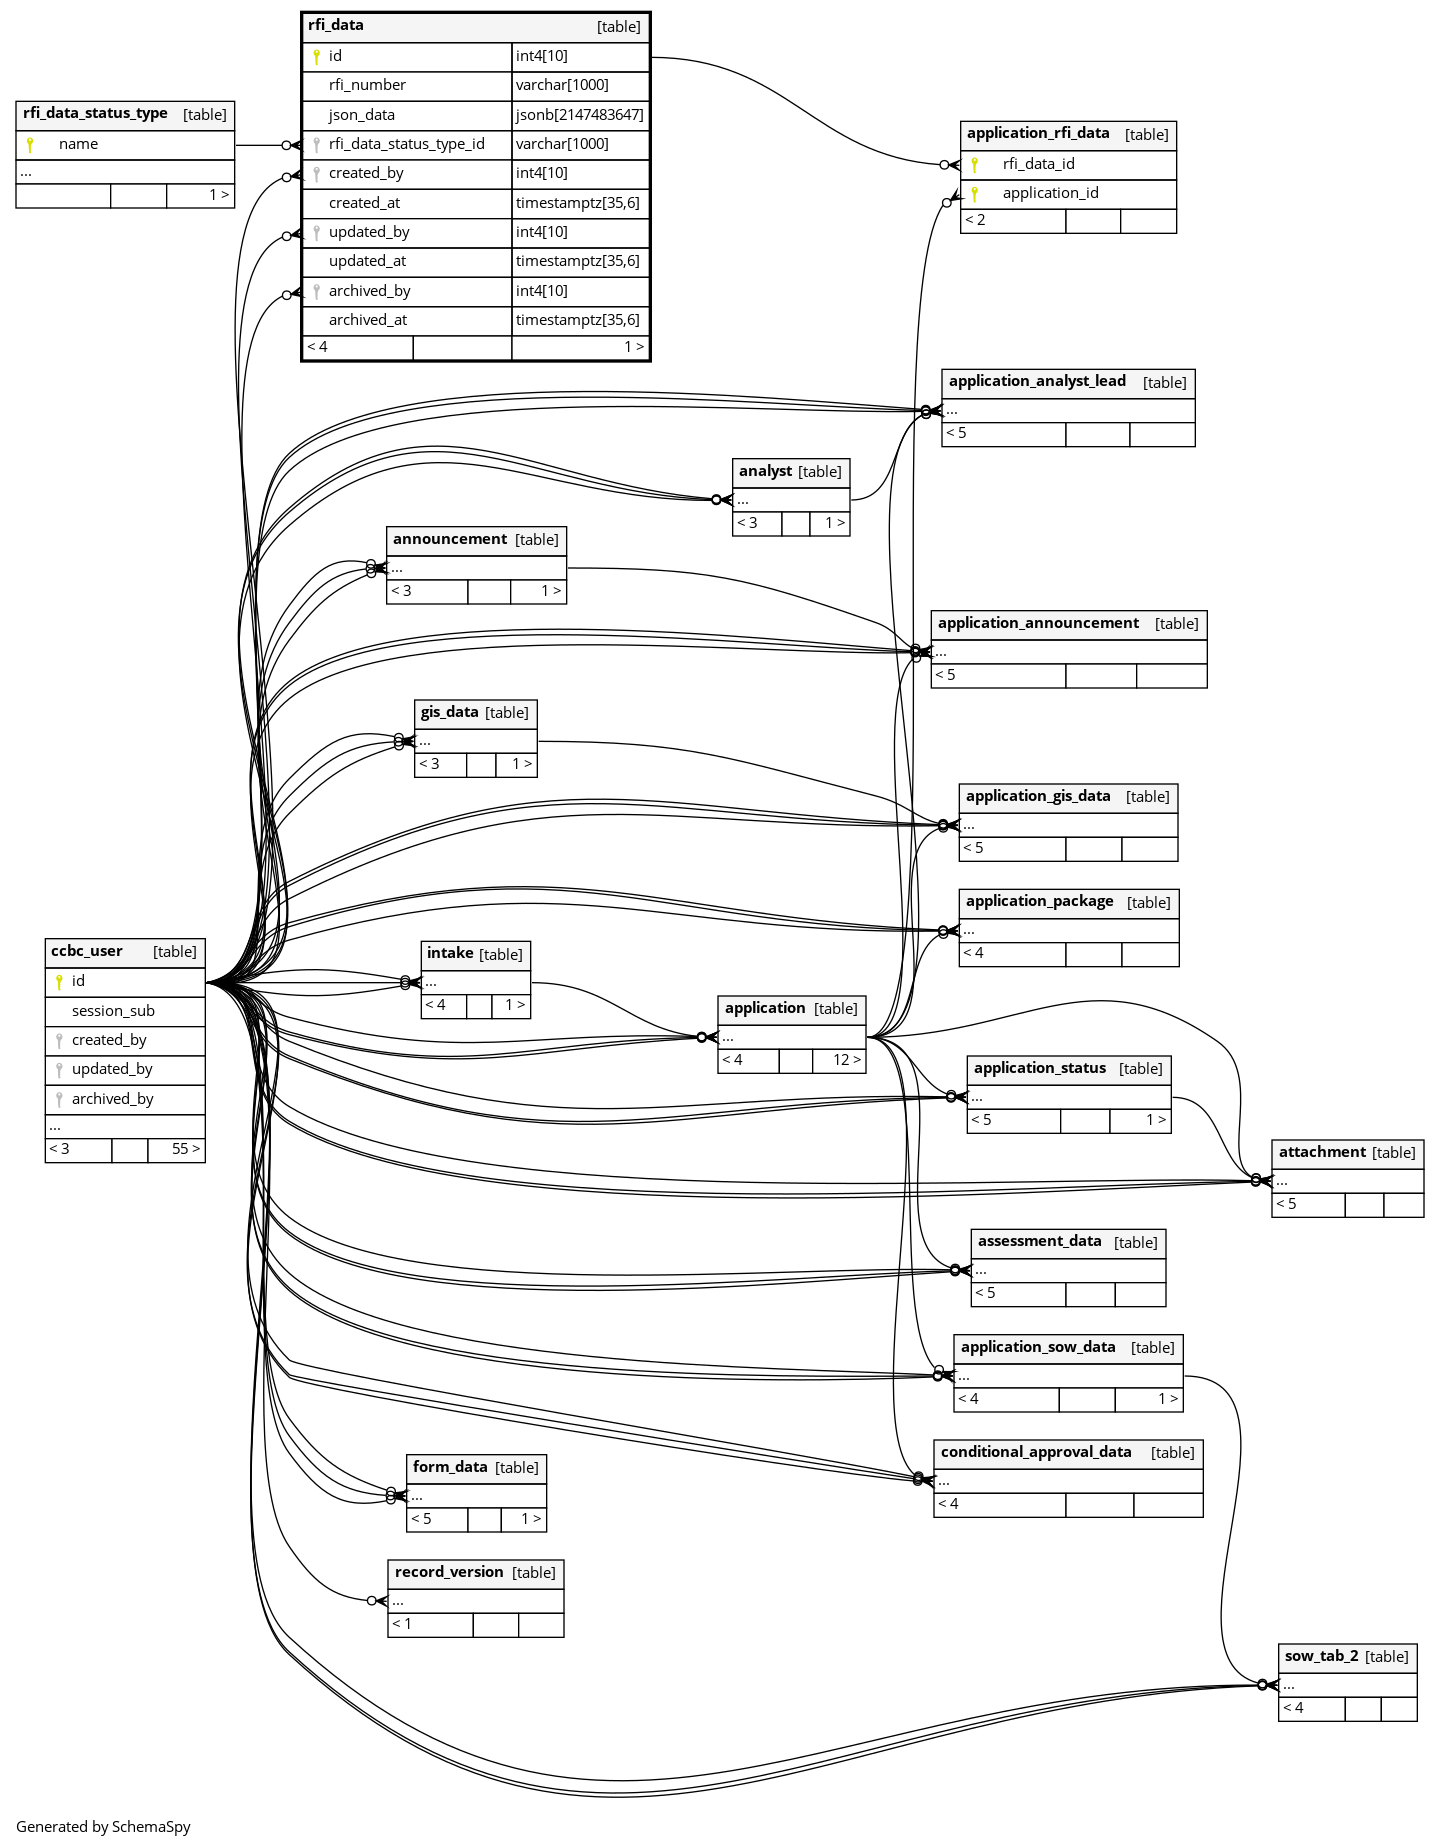 rfi_data [table]
id int4[10]
rfi_number varchar[1000]
json_data jsonb[2147483647]
rfi_data_status_type_id varchar[1000]
created_by int4[10]
created_at timestamptz[35,6]
updated_by int4[10]
updated_at timestamptz[35,6]
archived_by int4[10]
archived_at timestamptz[35,6]
< 4 1 >
rfi_data_status_type [table]
name
...
1 >
application_rfi_data [table]
rfi_data_id
application_id
< 2
application_analyst_lead [table]
...
< 5
analyst [table]
...
< 3 1 >
announcement [table]
...
< 3 1 >
application_announcement [table]
...
< 5
gis_data [table]
...
< 3 1 >
application_gis_data [table]
...
< 5
application_package [table]
...
< 4
ccbc_user [table]
id
session_sub
created_by
updated_by
archived_by
...
< 3 55 >
intake [table]
...
< 4 1 >
application [table]
...
< 4 12 >
application_status [table]
...
< 5 1 >
attachment [table]
...
< 5
assessment_data [table]
...
< 5
application_sow_data [table]
...
< 4 1 >
conditional_approval_data [table]
...
< 4
form_data [table]
...
< 5 1 >
record_version [table]
...
< 1
sow_tab_2 [table]
...
< 4
Generated by SchemaSpy